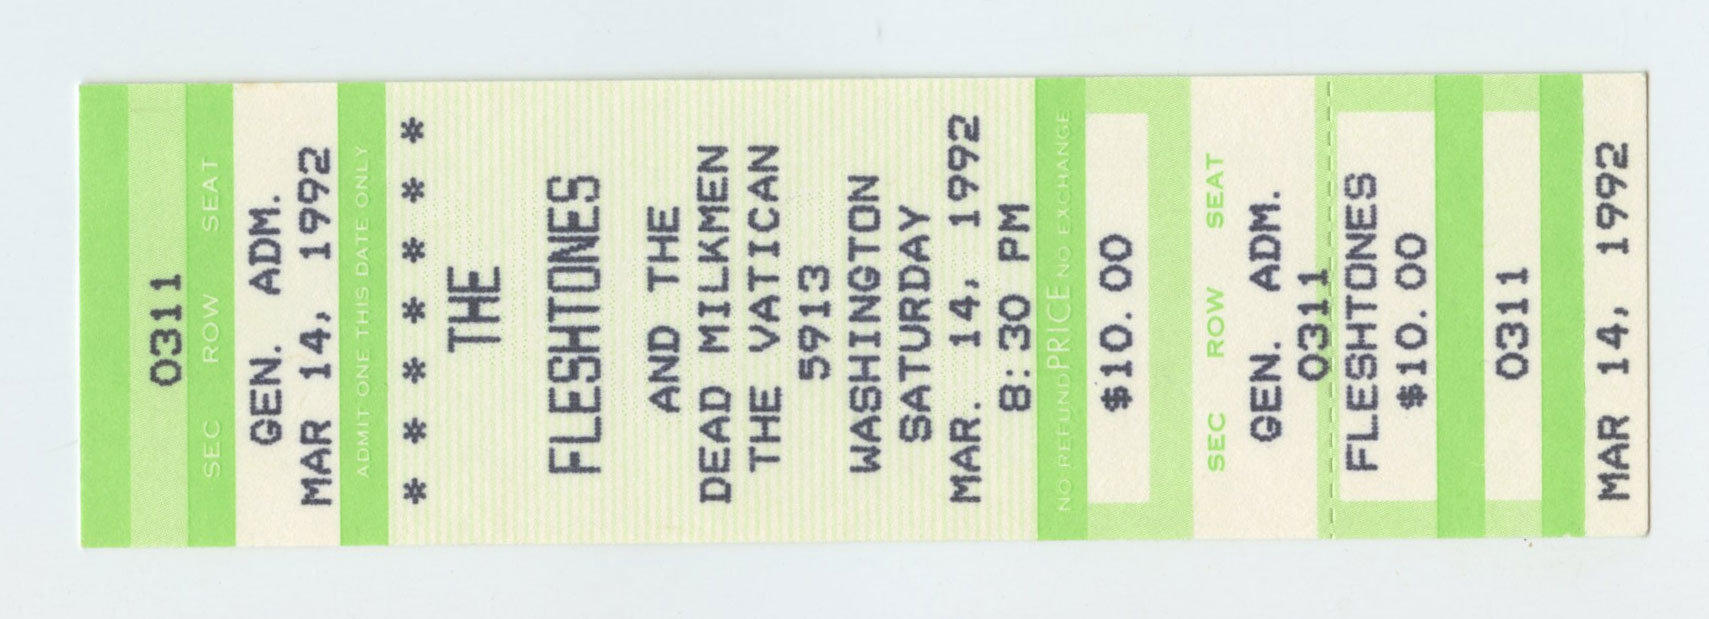 0311
SEC ROW SEAT
GEN. ADM.
MAR 14, 1992
ADMIT ONE THIS DATE ONLY
* * * * * * *
THE
FLESHTONES
AND THE
DEAD MILKMEN
THE VATICAN
5913
WASHINGTON
SATURDAY
MAR. 14, 1992
8:30 PM
NO REFUND PRICE NO EXCHANGE
$10.00
SEC ROW SEAT
GEN. ADM.
0311
FLESHTONES
$10.00
0311
MAR 14, 1992